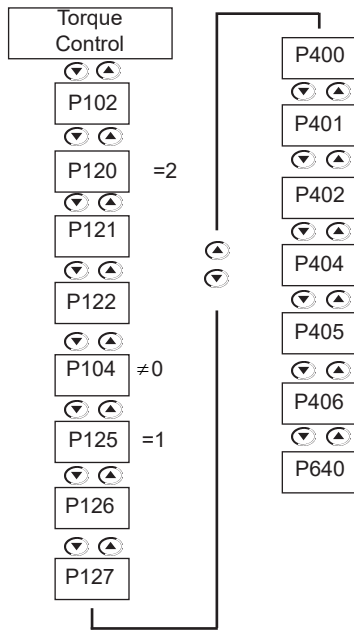 Torque
Control
P102
P120 =2
P121
P122
P104 ≠0
P125 =1
P126
P127
P400
P401
P402
P404
P405
P406
P640